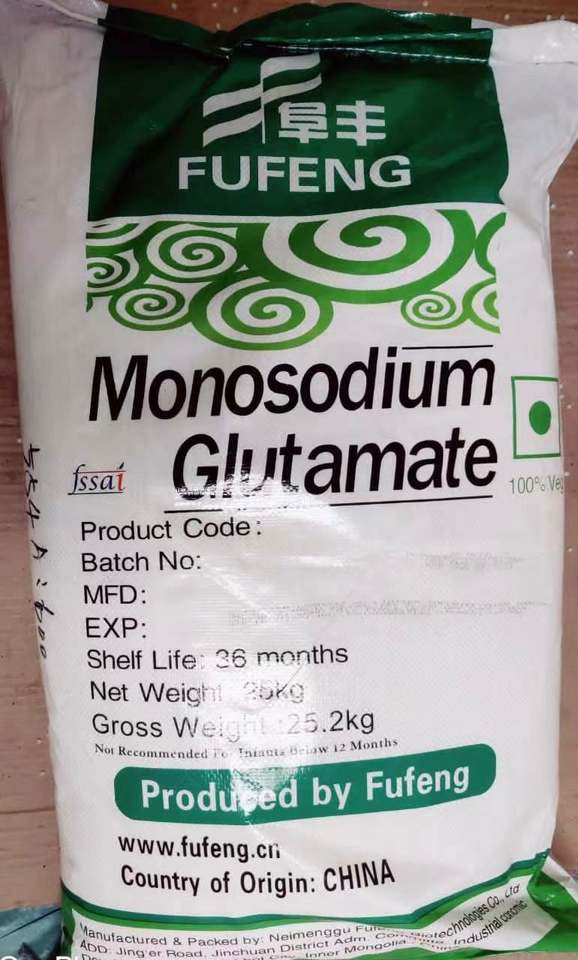 阜丰
FUFENG
Monosodium
Glutamate
fssai
100% Veg
Product Code:
Batch No:
MFD:
EXP:
Shelf Life: 36 months
Net Weight: 25kg
Gross Weight :25.2kg
Not Recommended For Infants Below 12 Months
Produced by Fufeng
www.fufeng.cn
Country of Origin: CHINA
Manufactured & Packed by: Neimenggu Biotechnologies Co., Ltd
ADD: Jing'er Road, Jinchuan District Adm. Industrial
Inner Mongolia